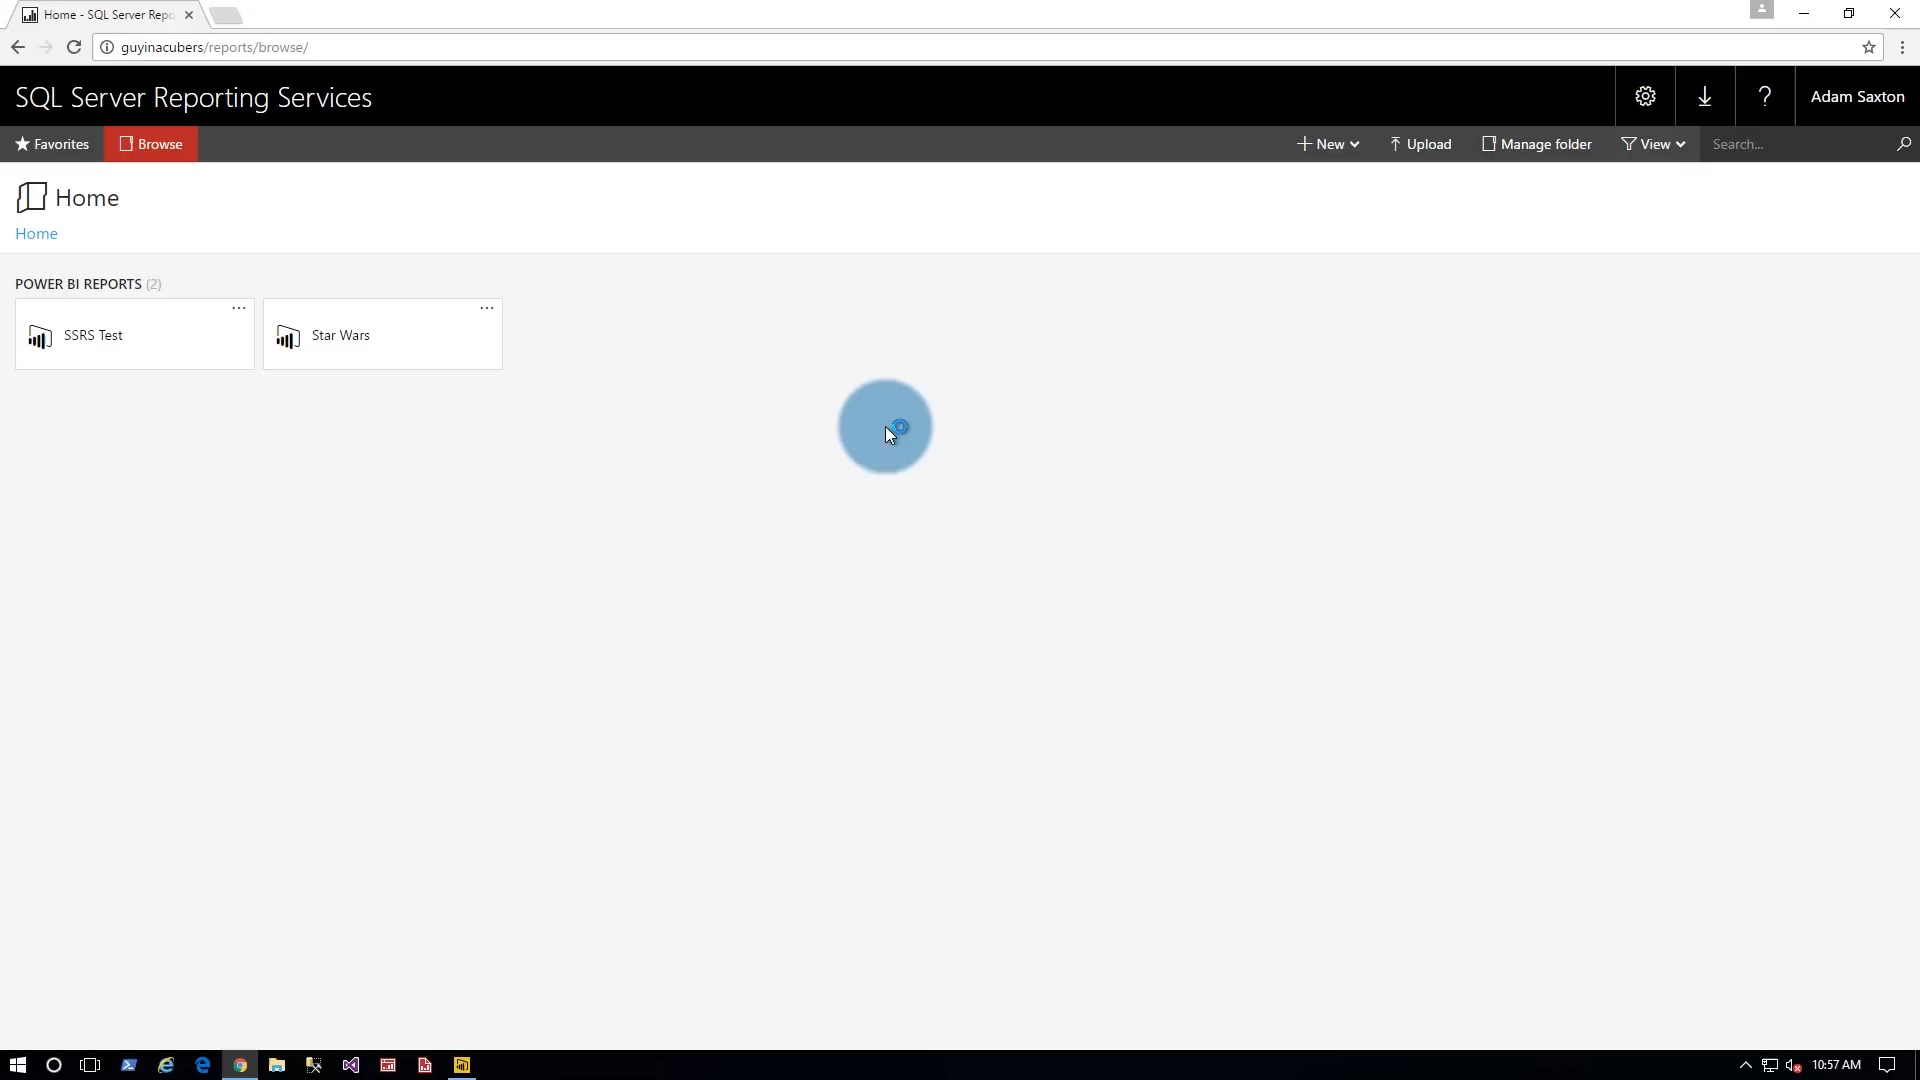 Home - SQL Server Repo
guyinacubers/reports/browse/
SQL Server Reporting Services
? Adam Saxton
Favorites Browse New Upload Manage folder View Search...
Home
Home
POWER BI REPORTS (2)
SSRS Test
Star Wars
10:57 AM